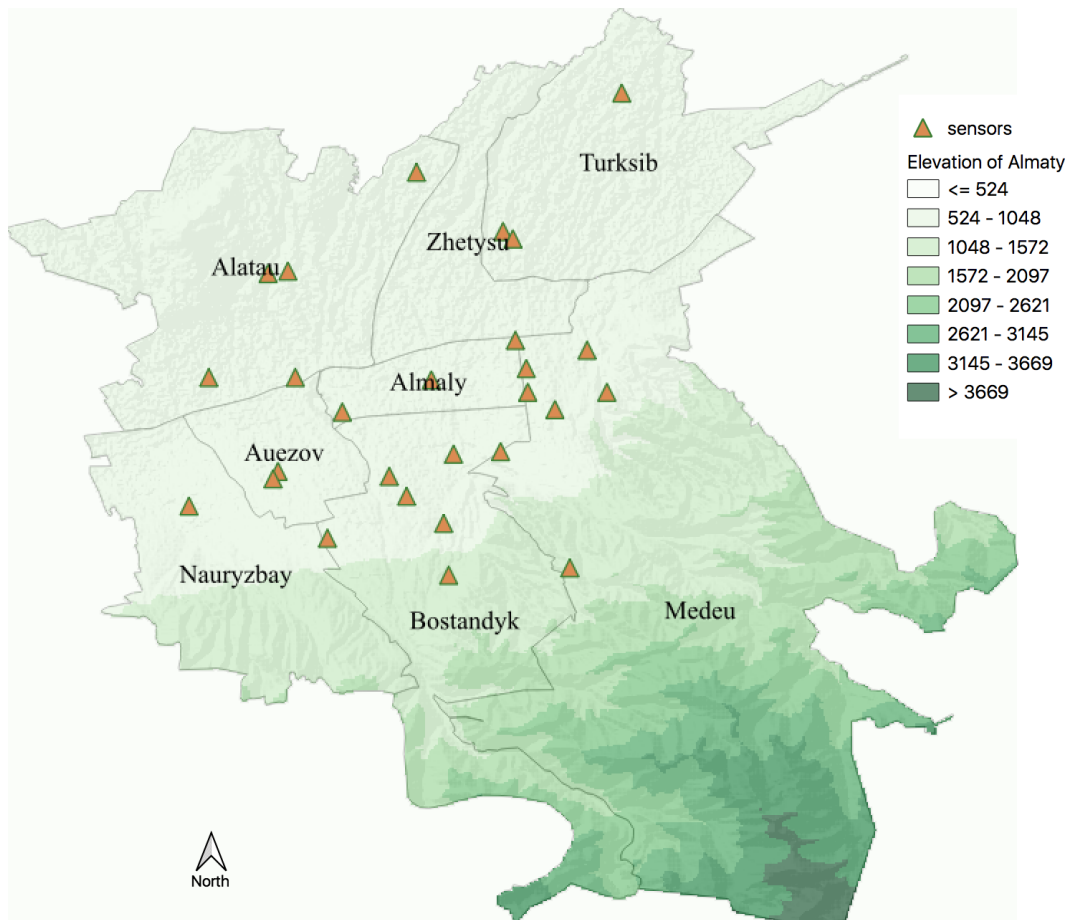 sensors
Elevation of Almaty
<= 524
524 - 1048
1048 - 1572
1572 - 2097
2097 - 2621
2621 - 3145
3145 - 3669
> 3669
Turksib
Zhetysu
Alatau
Almaly
Auezov
Nauryzbay
Bostandyk
Medeu
North